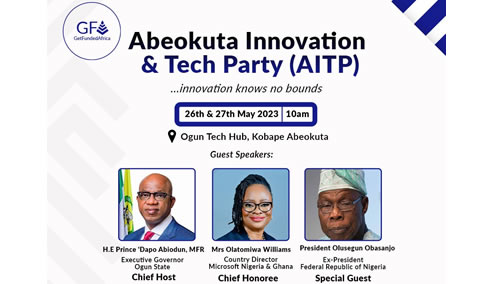 GFA
GetFundedAfrica
Abeokuta Innovation
& Tech Party (AITP)
...innovation knows no bounds
26th & 27th May 2023 | 10am
Ogun Tech Hub, Kobape Abeokuta
Guest Speakers:
H.E Prince 'Dapo Abiodun, MFR
Executive Governor
Ogun State
Chief Host
Mrs Olatomiwa Williams
Country Director
Microsoft Nigeria & Ghana
Chief Honoree
President Olusegun Obasanjo
Ex-President
Federal Republic of Nigeria
Special Guest